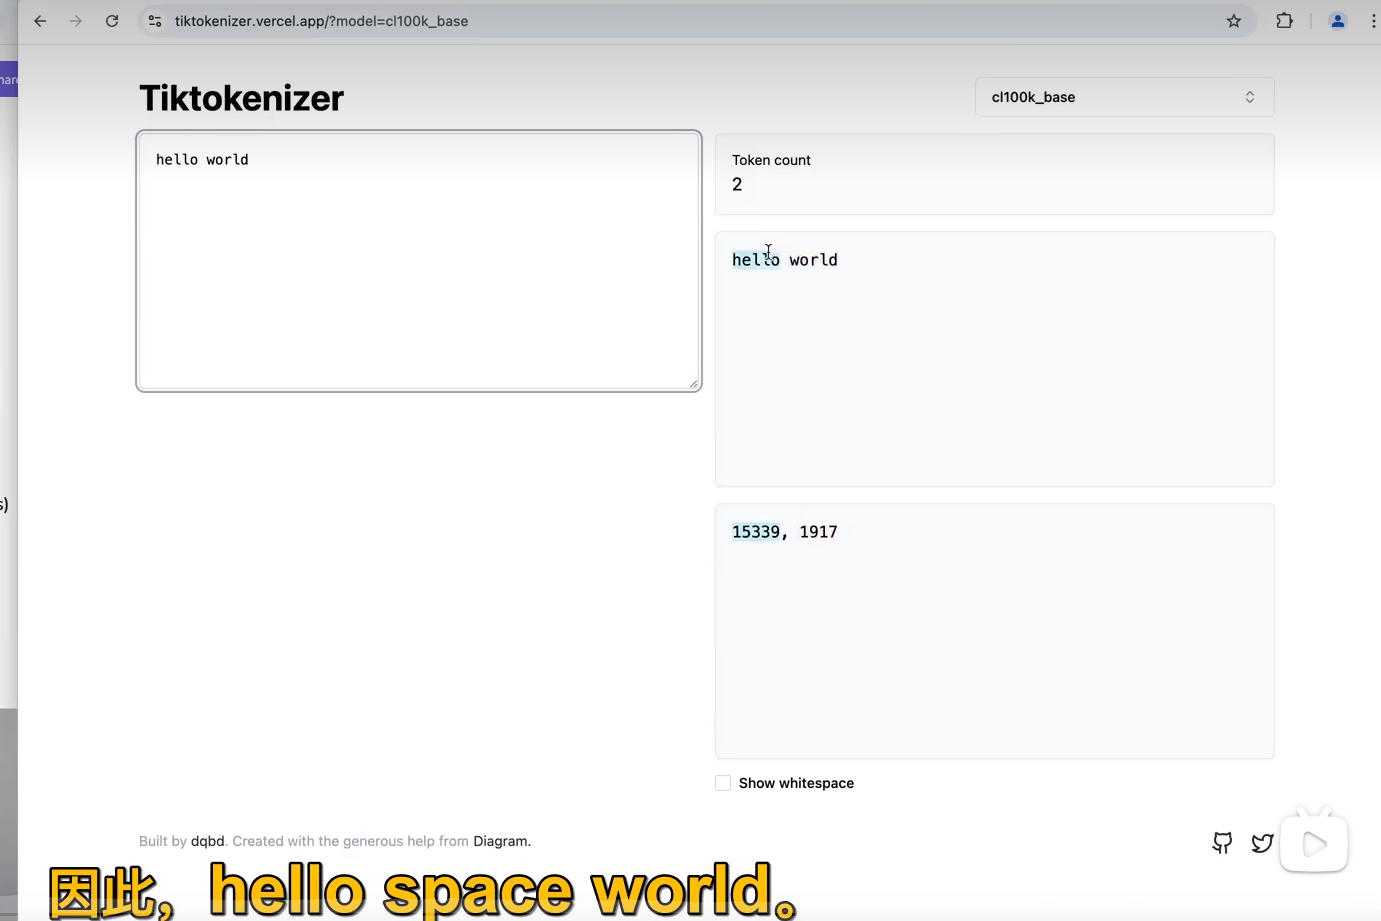 tiktokenizer.vercel.app/?model=cl100k_base
Tiktokenizer
cl100k_base
hello world
Token count
2
hello world
15339, 1917
Show whitespace
Built by dqbd. Created with the generous help from Diagram.
因此，hello space world。